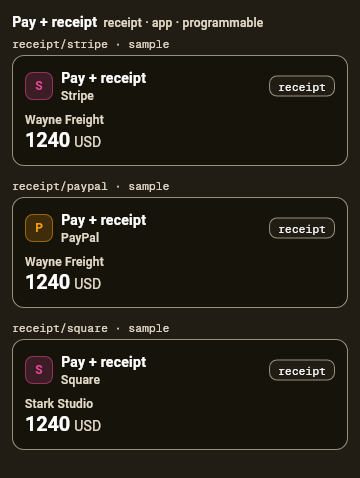 Pay + receipt receipt · app · programmable
receipt/stripe · sample
S Pay + receipt receipt
Stripe
Wayne Freight
1240 USD
receipt/paypal · sample
P Pay + receipt receipt
PayPal
Wayne Freight
1240 USD
receipt/square · sample
S Pay + receipt receipt
Square
Stark Studio
1240 USD